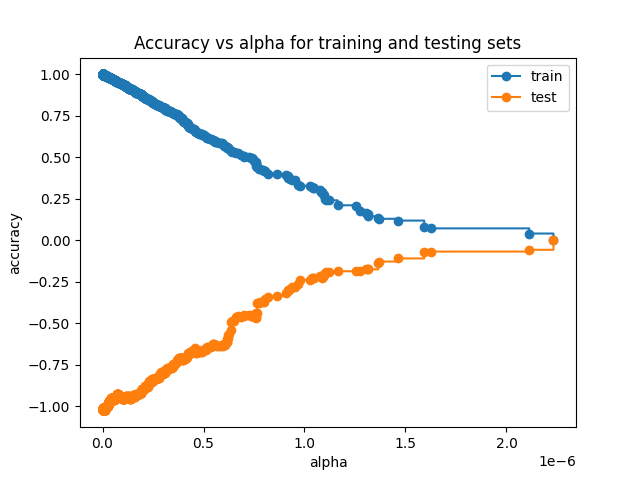 Accuracy vs alpha for training and testing sets
train
test
accuracy
1.00
0.75
0.50
0.25
0.00
−0.25
−0.50
−0.75
−1.00
0.0
0.5
1.0
1.5
2.0
1e−6
alpha